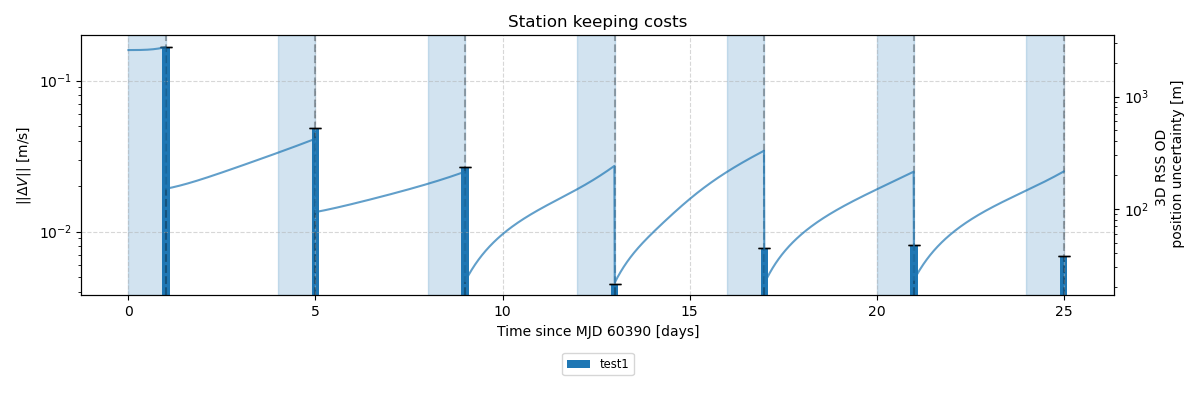 Station keeping costs
||ΔV|| [m/s]
10⁻¹
10⁻²
10³
10²
3D RSS OD
position uncertainty [m]
0 5 10 15 20 25
Time since MJD 60390 [days]
test1